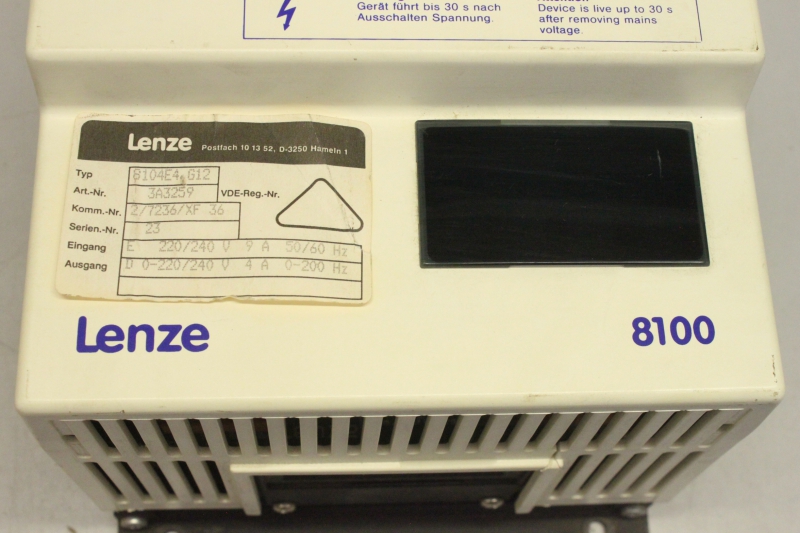 Gerät führt bis 30 s nach
Ausschalten Spannung.
Device is live up to 30 s
after removing mains
voltage.
Lenze Postfach 10 13 52, D-3250 Hameln 1
Typ 8104E4.G12
Art.-Nr. 3A3259 VDE-Reg.-Nr.
Komm.-Nr. 2/7236/XF 36
Serien.-Nr. 23
Eingang E 220/240 V 9 A 50/60 Hz
Ausgang D 0-220/240 V 4 A 0-200 Hz
Lenze
8100